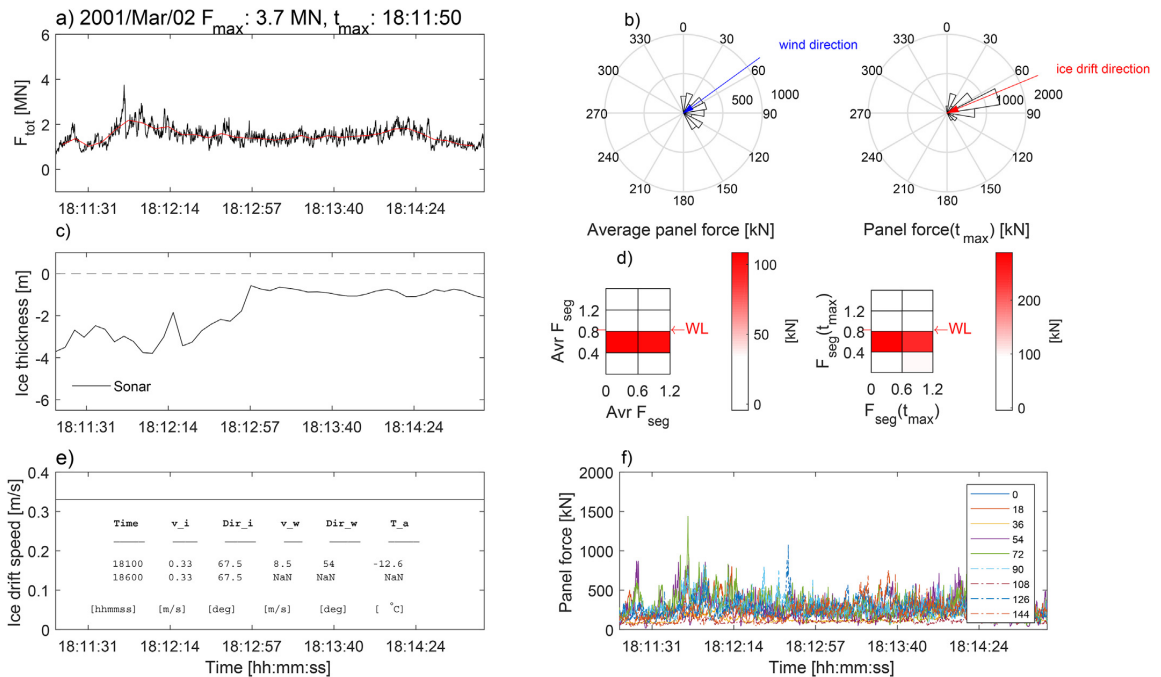 a) 2001/Mar/02 F_max: 3.7 MN, t_max: 18:11:50
6
4
2
0
F_tot [MN]
18:11:31 18:12:14 18:12:57 18:13:40 18:14:24
b)
0
30
60
90
120
150
180
210
240
270
300
330
500
1000
wind direction
Average panel force [kN]
0
30
60
90
120
150
180
210
240
270
300
330
1000
2000
ice drift direction
Panel force(t_max) [kN]
c)
0
-2
-4
-6
Ice thickness [m]
Sonar
18:11:31 18:12:14 18:12:57 18:13:40 18:14:24
d)
1.2
0.8
0.4
Avr F_seg
←WL
0 0.6 1.2
Avr F_seg
100
50
0
[kN]
1.2
0.8
0.4
F_seg(t_max)
←WL
0 0.6 1.2
F_seg(t_max)
200
100
0
[kN]
e)
0.4
0.3
0.2
0.1
0
Ice drift speed [m/s]
Time v_i Dir_i v_w Dir_w T_a
18100 0.33 67.5 8.5 54 -12.6
18600 0.33 67.5 NaN NaN NaN
[hhmmss] [m/s] [deg] [m/s] [deg] [ °C]
18:11:31 18:12:14 18:12:57 18:13:40 18:14:24
Time [hh:mm:ss]
f)
2000
1500
1000
500
0
Panel force [kN]
0
18
36
54
72
90
108
126
144
18:11:31 18:12:14 18:12:57 18:13:40 18:14:24
Time [hh:mm:ss]